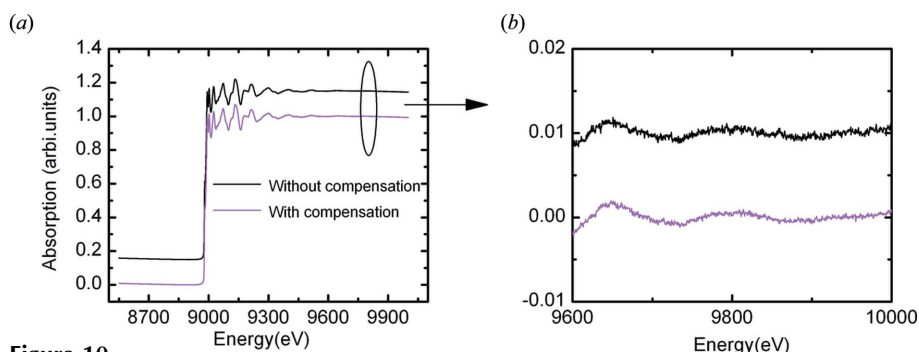 (a)
(b)
1.4
1.2
1.0
0.8
0.6
0.4
0.2
0.0
Absorption (arbi.units)
Without compensation
With compensation
8700 9000 9300 9600 9900
Energy(eV)
0.02
0.01
0.00
-0.01
9600 9700 9800 9900 10000
Energy(eV)
Figure 10